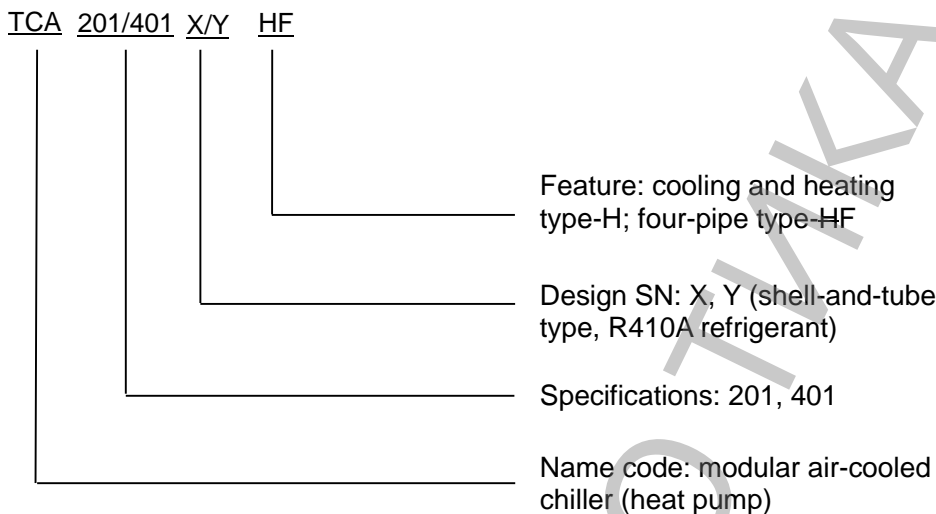 TCA 201/401 X/Y HF
Feature: cooling and heating
type-H; four-pipe type-HF
Design SN: X, Y (shell-and-tube
type, R410A refrigerant)
Specifications: 201, 401
Name code: modular air-cooled
chiller (heat pump)